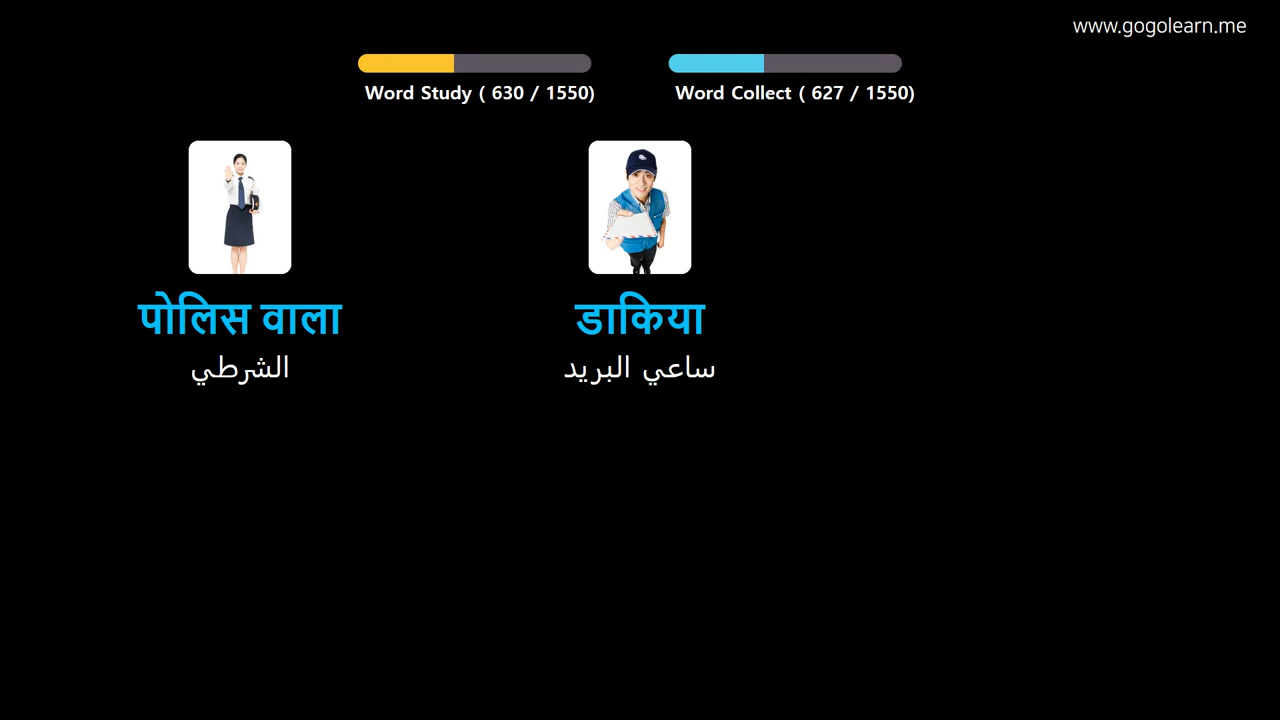 www.gogolearn.me
Word Study ( 630 / 1550)
Word Collect ( 627 / 1550)
पोलिस वाला
الشرطي
डाकिया
ساعي البريد